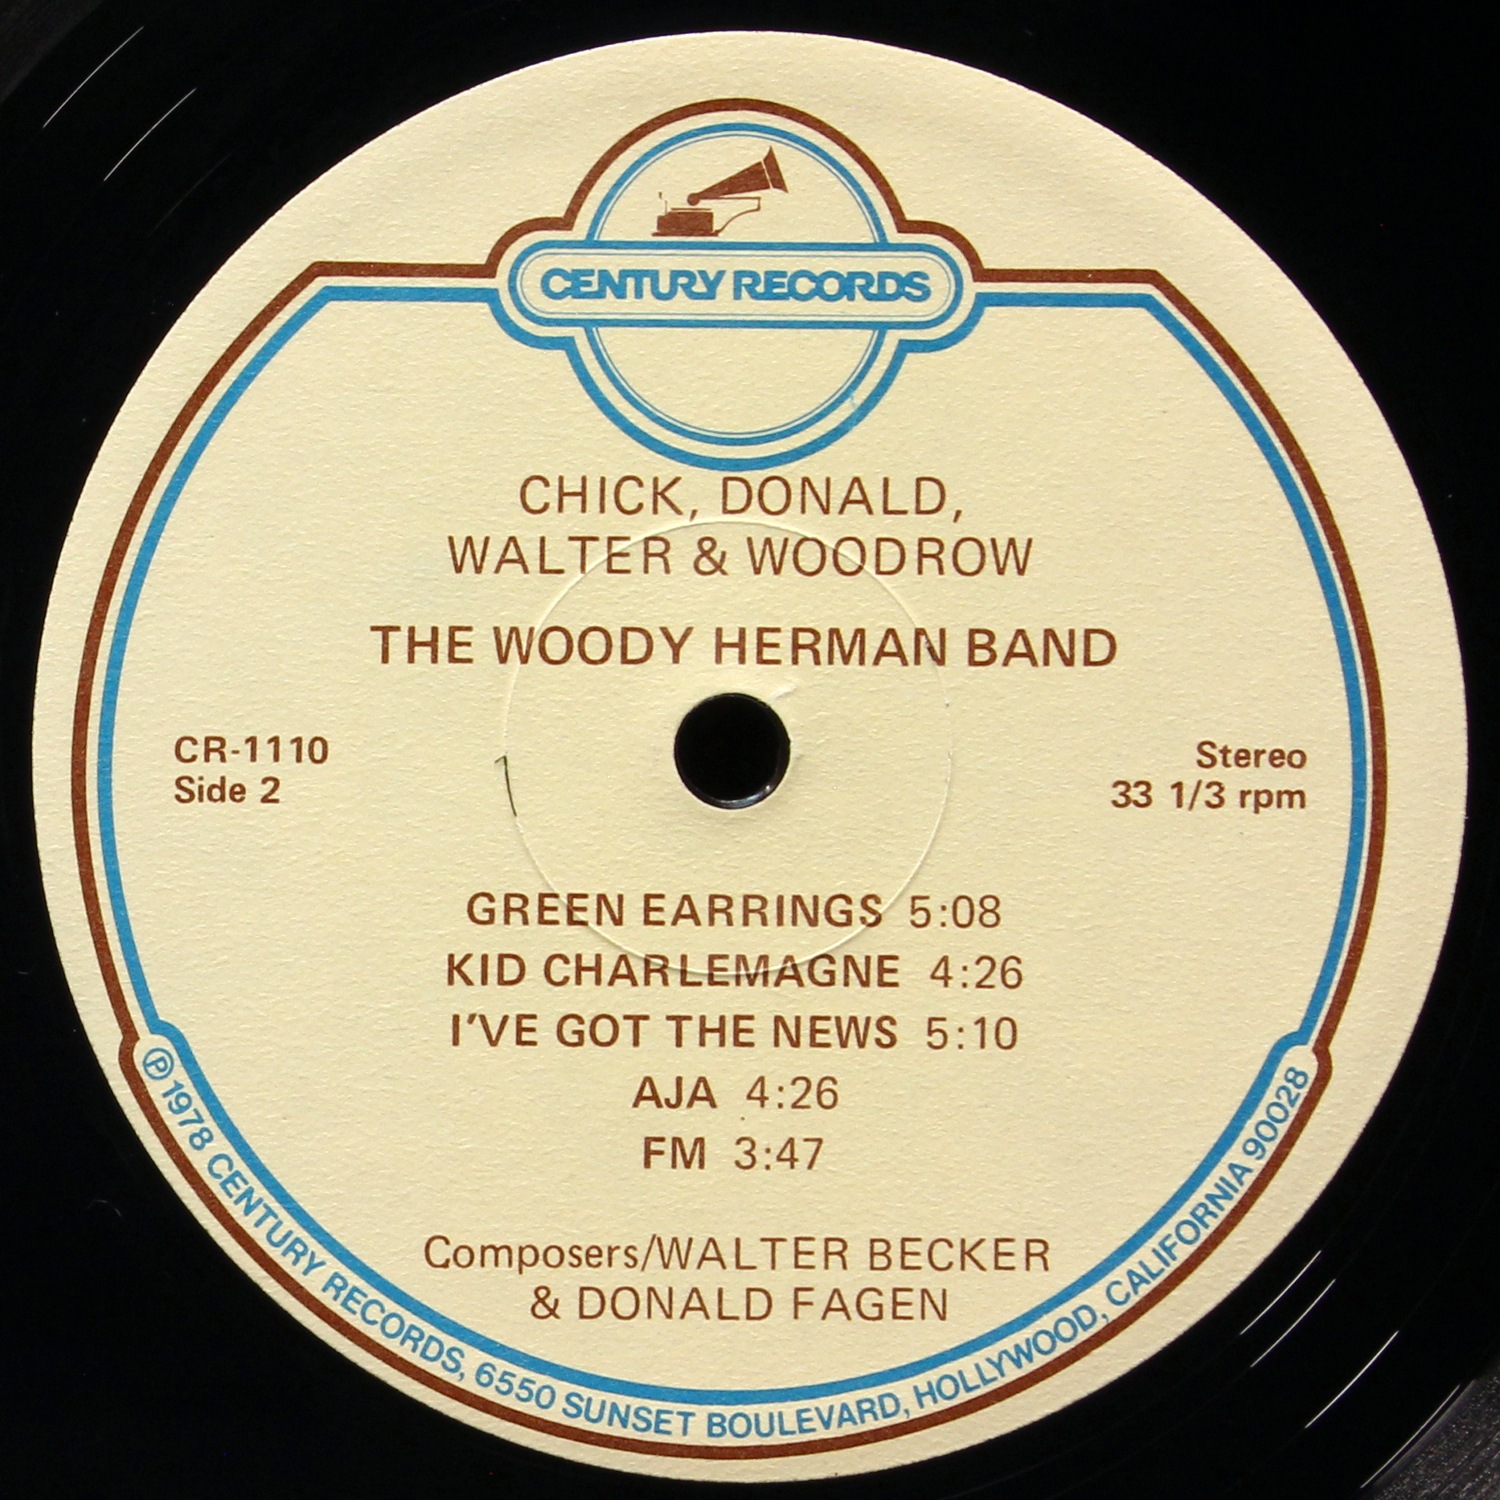 CENTURY RECORDS
CHICK, DONALD,
WALTER & WOODROW
THE WOODY HERMAN BAND
CR-1110
Side 2
Stereo
33 1/3 rpm
GREEN EARRINGS 5:08
KID CHARLEMAGNE 4:26
I'VE GOT THE NEWS 5:10
AJA 4:26
FM 3:47
Composers/WALTER BECKER
& DONALD FAGEN
℗ 1978 CENTURY RECORDS, 6550 SUNSET BOULEVARD, HOLLYWOOD, CALIFORNIA 90028